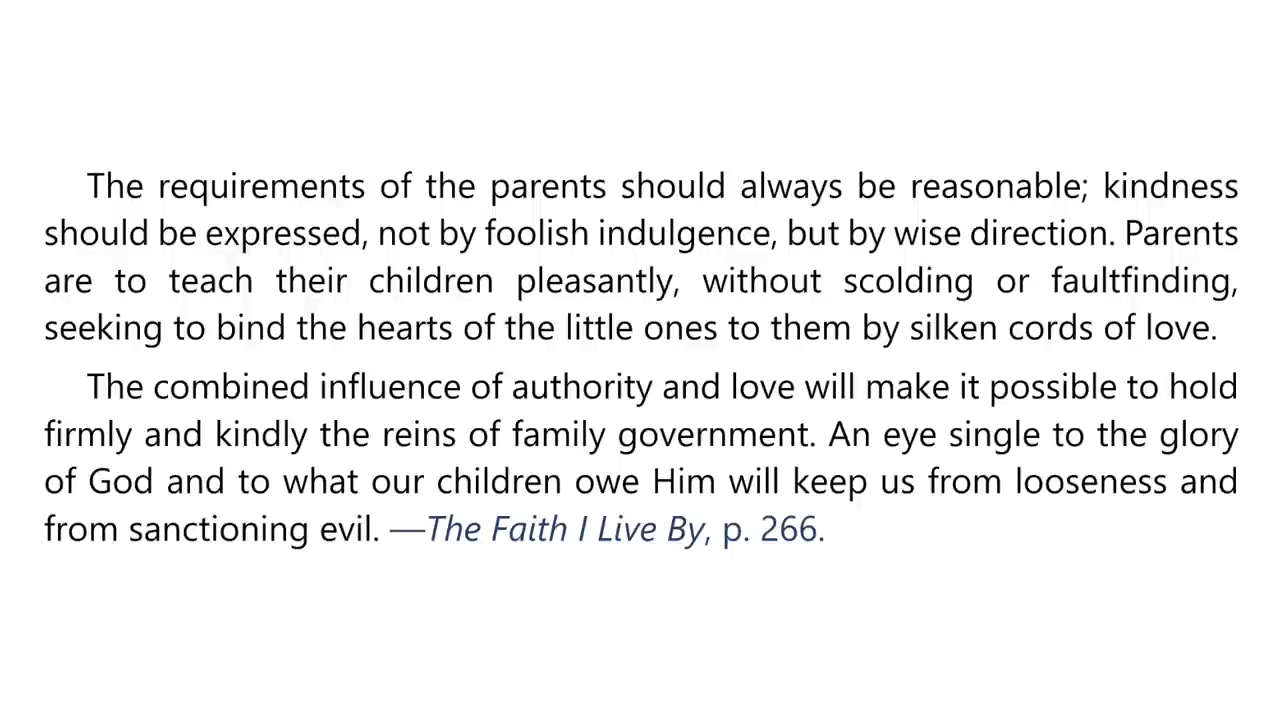 The requirements of the parents should always be reasonable; kindness
should be expressed, not by foolish indulgence, but by wise direction. Parents
are to teach their children pleasantly, without scolding or faultfinding,
seeking to bind the hearts of the little ones to them by silken cords of love.
The combined influence of authority and love will make it possible to hold
firmly and kindly the reins of family government. An eye single to the glory
of God and to what our children owe Him will keep us from looseness and
from sanctioning evil. —The Faith I Live By, p. 266.